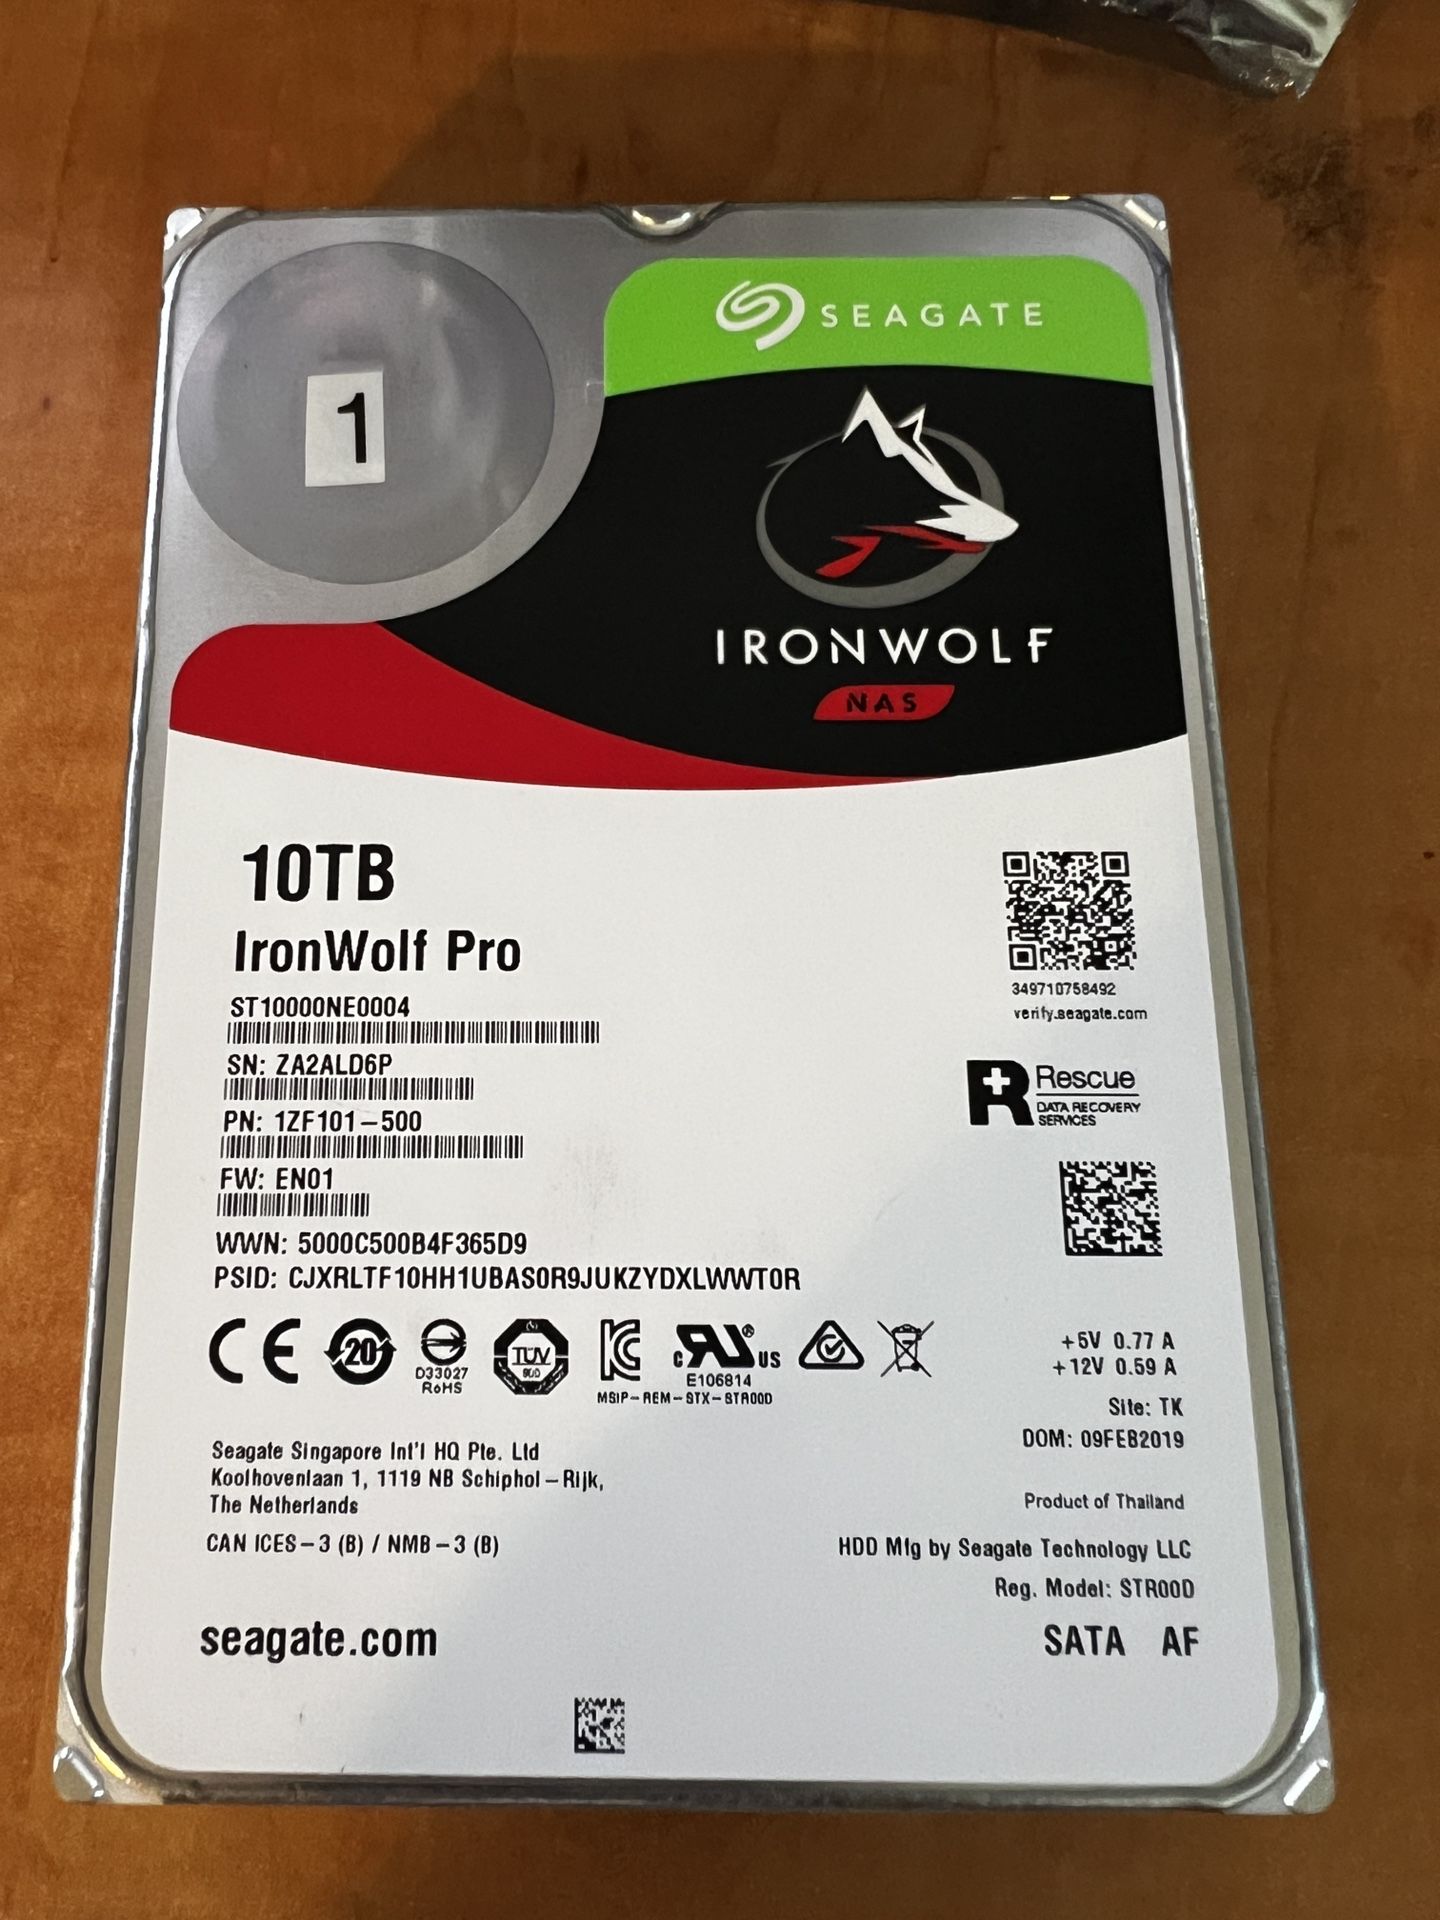 1
SEAGATE
IRONWOLF
NAS
10TB
IronWolf Pro
ST10000NE0004
SN: ZA2ALD6P
PN: 1ZF101-500
FW: EN01
WWN: 5000C500B4F365D9
PSID: CJXRLTF10HH1UBAS0R9JUKZYDXLWWT0R
349710758492
verify.seagate.com
R Rescue
DATA RECOVERY
SERVICES
CE
20
D33027
RoHS
TÜV
SÜD
c RU® US
E106814
MSIP-REM-STX-STR00D
+5V 0.77 A
+12V 0.59 A
Site: TK
DOM: 09FEB2019
Seagate Singapore Int'l HQ Pte. Ltd
Koolhovenlaan 1, 1119 NB Schiphol-Rijk,
The Netherlands
CAN ICES-3 (B) / NMB-3 (B)
Product of Thailand
HDD Mfg by Seagate Technology LLC
Reg. Model: STR00D
seagate.com
SATA AF